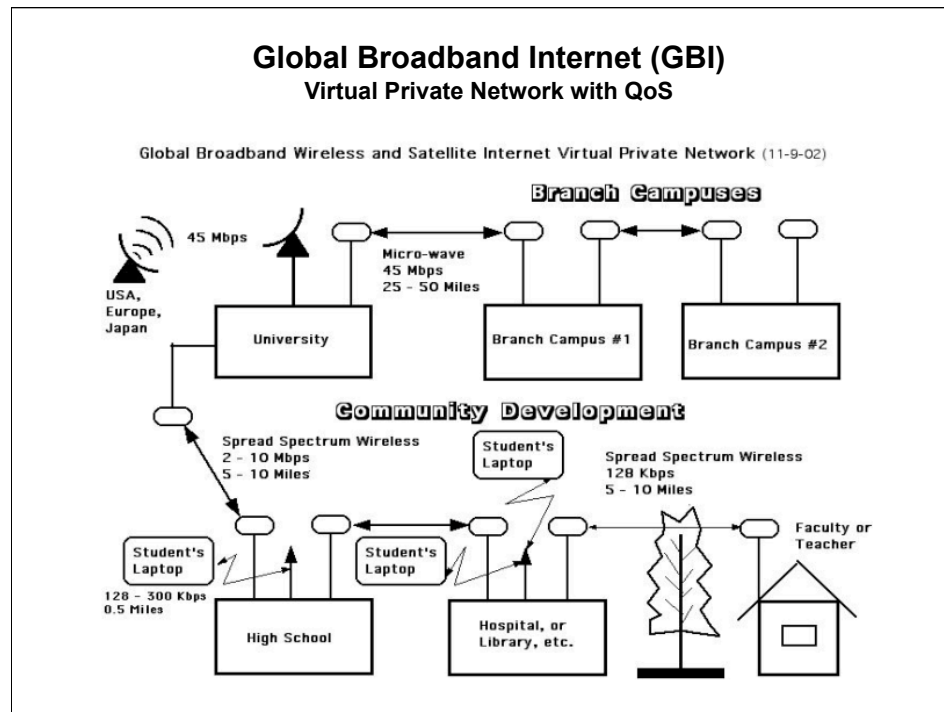 Global Broadband Internet (GBI)
Virtual Private Network with QoS
Global Broadband Wireless and Satellite Internet Virtual Private Network (11-9-02)
Branch Campuses
45 Mbps
Micro-wave
45 Mbps
25 - 50 Miles
USA,
Europe,
Japan
University
Branch Campus #1
Branch Campus #2
Community Development
Spread Spectrum Wireless
2 - 10 Mbps
5 - 10 Miles
Student's
Laptop
Spread Spectrum Wireless
128 Kbps
5 - 10 Miles
Student's
Laptop
128 - 300 Kbps
0.5 Miles
Student's
Laptop
Faculty or
Teacher
High School
Hospital, or
Library, etc.